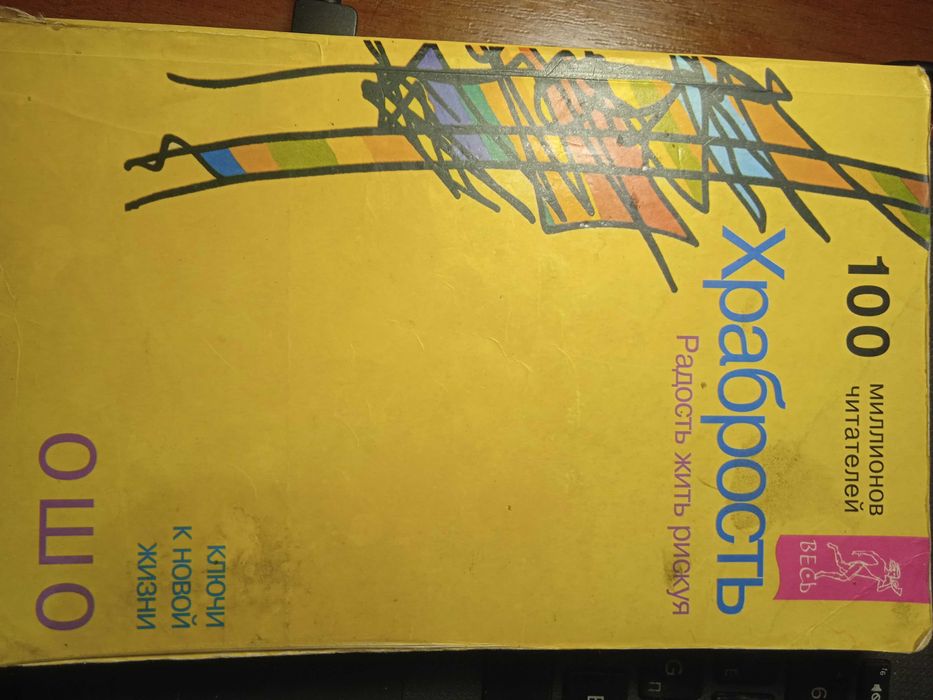 100
миллионов
читателей
ВЕСЬ
Храбрость
Радость жить рискуя
КЛЮЧИ
К НОВОЙ
ЖИЗНИ
ОШО